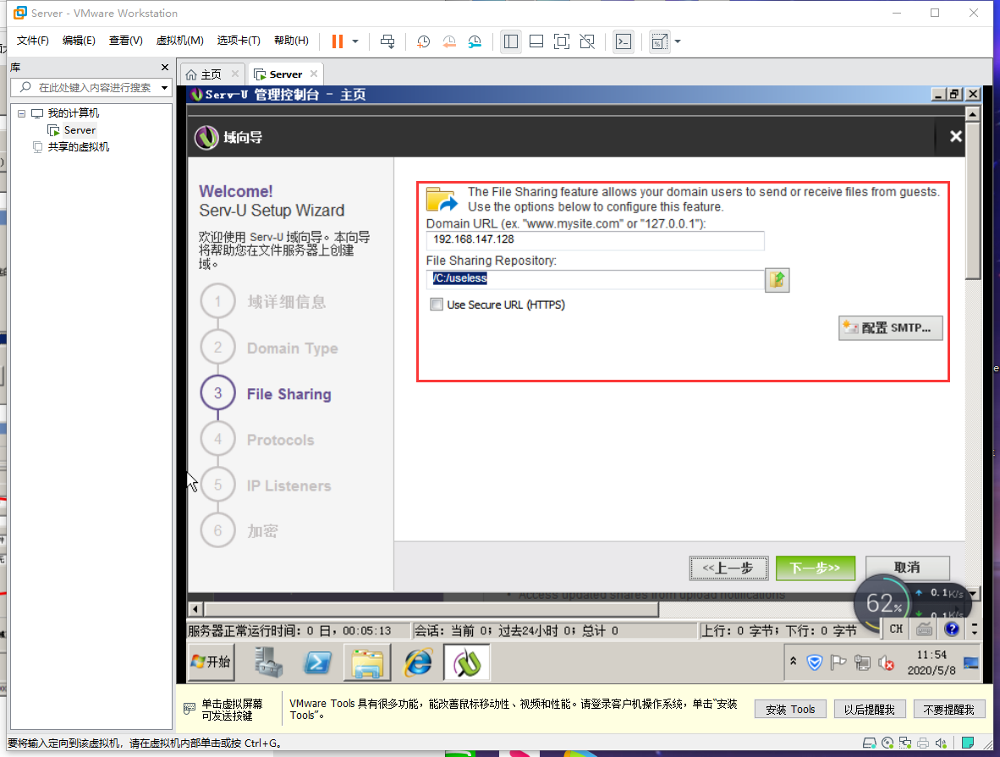 Server - VMware Workstation
文件(F) 编辑(E) 查看(V) 虚拟机(M) 选项卡(T) 帮助(H)
库
在此处键入内容进行搜索
我的计算机
Server
共享的虚拟机
主页 Server
Serv-U 管理控制台 - 主页
域向导
Welcome!
Serv-U Setup Wizard
欢迎使用 Serv-U 域向导。本向导
将帮助您在文件服务器上创建
域。
1 域详细信息
2 Domain Type
3 File Sharing
4 Protocols
5 IP Listeners
6 加密
The File Sharing feature allows your domain users to send or receive files from guests.
Use the options below to configure this feature.
Domain URL (ex. "www.mysite.com" or "127.0.0.1"):
192.168.147.128
File Sharing Repository:
/C:/useless
Use Secure URL (HTTPS)
配置 SMTP...
<<上一步 下一步>> 取消
Access updated shares from upload notifications
62%
0.1K/s
0.1K/s
服务器正常运行时间: 0 日, 00:05:13 会话: 当前 0; 过去24小时 0; 总计 0 上行: 0 字节; 下行: 0 字节
CH
开始
11:54
2020/5/8
单击虚拟屏幕
可发送按键
VMware Tools 具有很多功能，能改善鼠标移动性、视频和性能。请登录客户机操作系统，单击“安装
Tools”。
安装 Tools 以后提醒我 不要提醒我
要将输入定向到该虚拟机，请在虚拟机内部单击或按 Ctrl+G。